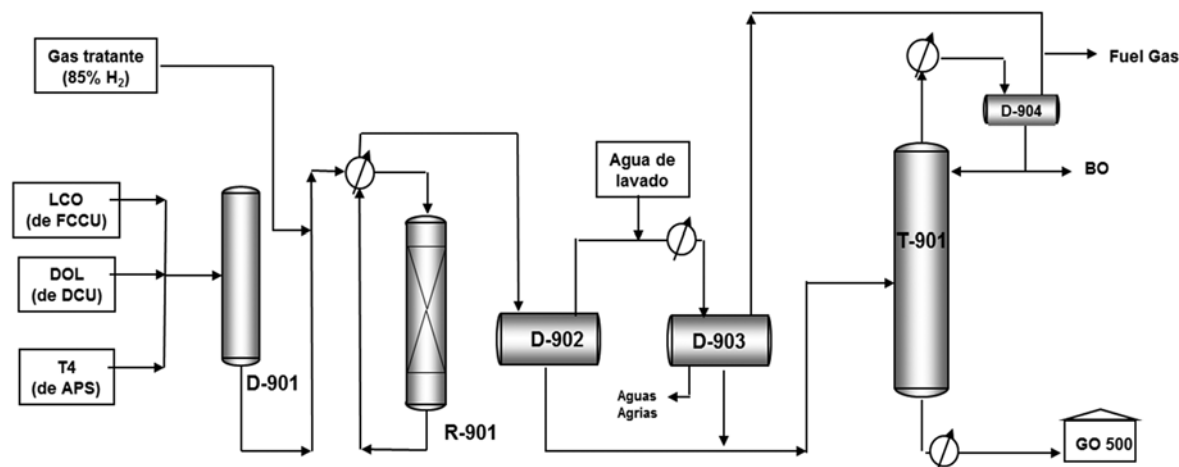 Gas tratante
(85% H₂)
LCO
(de FCCU)
DOL
(de DCU)
T4
(de APS)
D-901
R-901
Agua de
lavado
D-902
D-903
Aguas
Agrias
T-901
D-904
Fuel Gas
BO
GO 500